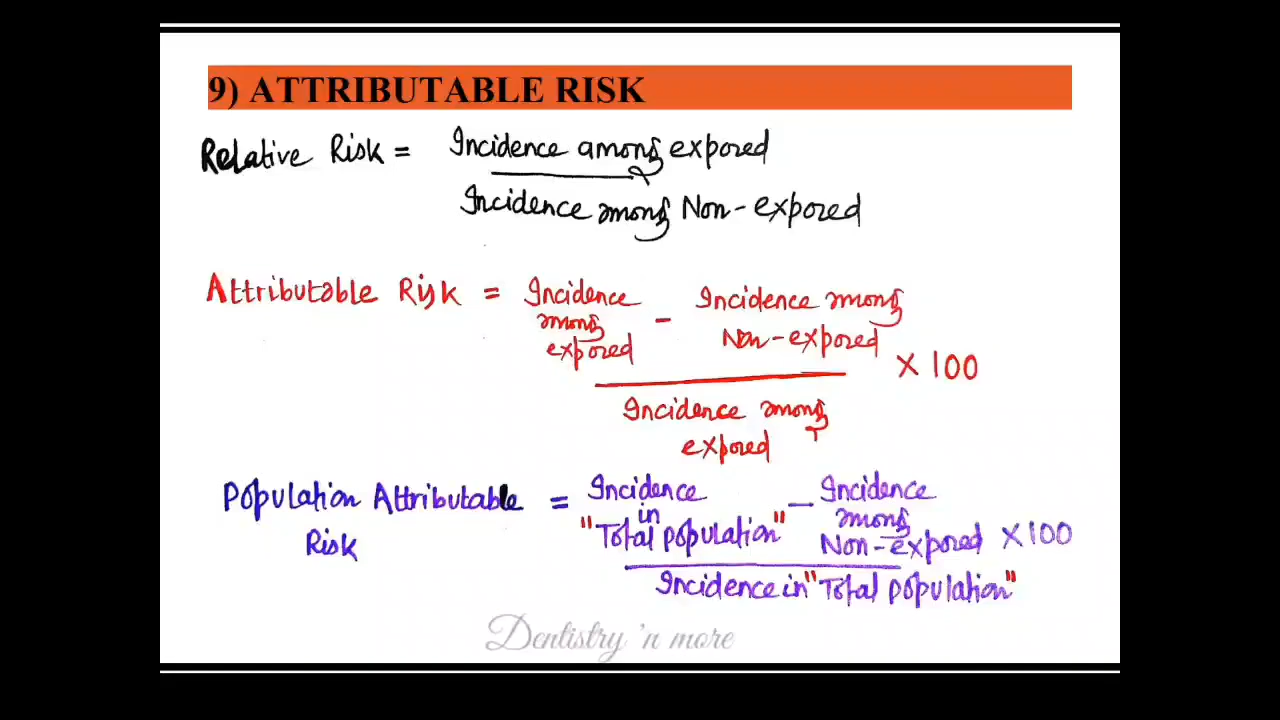 9) ATTRIBUTABLE RISK
Relative Risk = Incidence among exposed
Incidence among Non-exposed
Attributable Risk = Incidence among exposed - Incidence among Non-exposed × 100
Incidence among exposed
Population Attributable Risk = Incidence in "Total population" - Incidence among Non-exposed × 100
Incidence in "Total population"
Dentistry 'n more